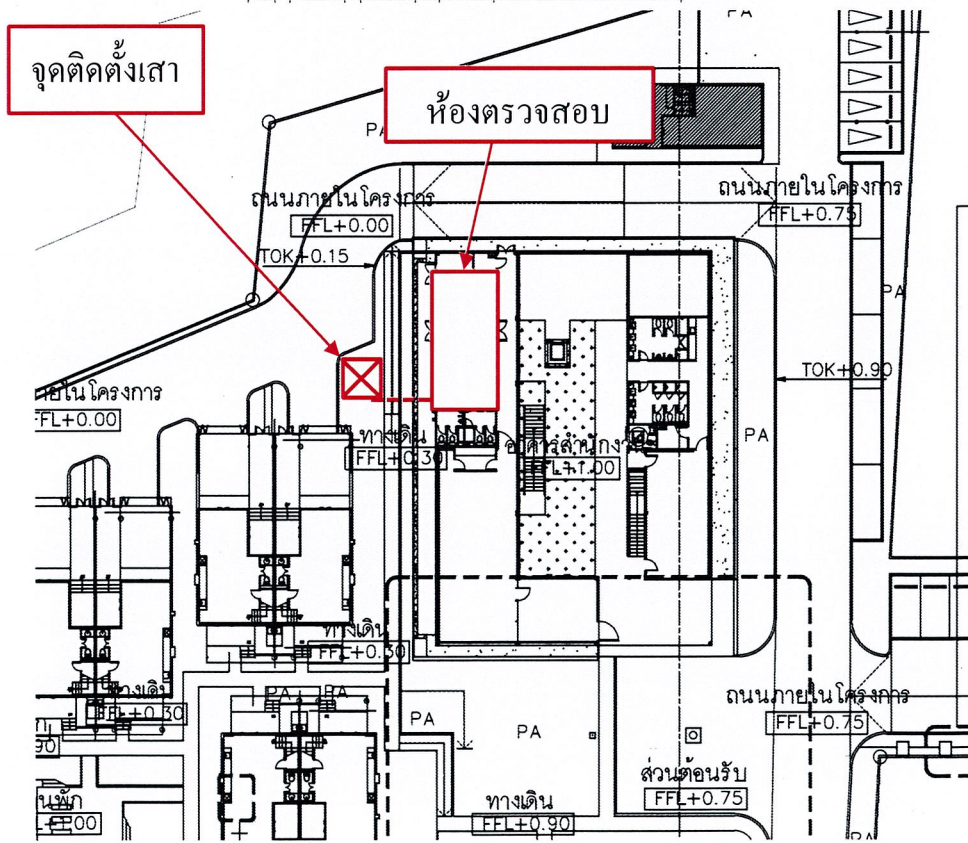 PA
จุดติดตั้งเสา
ห้องตรวจสอบ
ถนนภายในโครงการ
FFL+0.00
ถนนภายในโครงการ
FFL+0.75
TOK+0.15
PA
TOK+0.90
FFL+0.00
ทางเดิน
FFL+0.30
อาคารสำนักงาน
FFL+1.00
PA
ทางเดิน
FFL+0.30
ทางเดิน
FFL+0.30
PA
PA
PA
PA
ถนนภายในโครงการ
FFL+0.75
ส่วนต้อนรับ
FFL+0.75
ทางเดิน
FFL+0.90
PA